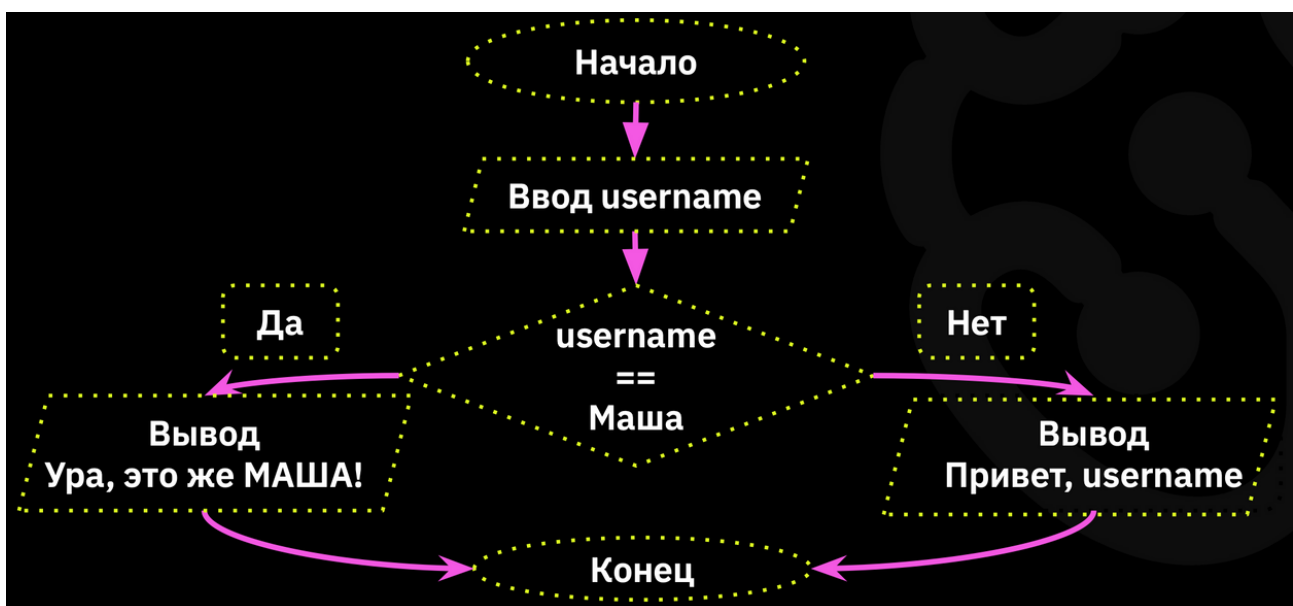 Начало
Ввод username
Да
username
==
Маша
Нет
Вывод
Ура, это же МАША!
Вывод
Привет, username
Конец